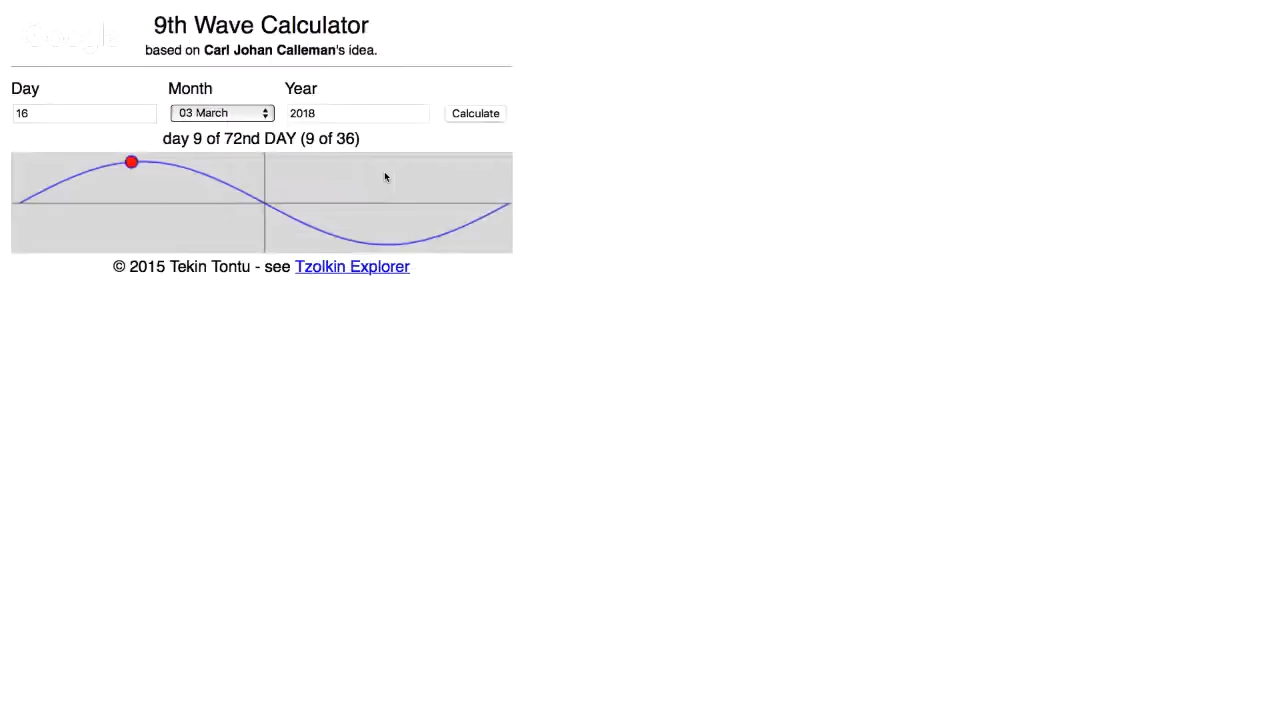 9th Wave Calculator
based on Carl Johan Calleman's idea.
Day Month Year
16 03 March 2018 Calculate
day 9 of 72nd DAY (9 of 36)
© 2015 Tekin Tontu - see Tzolkin Explorer